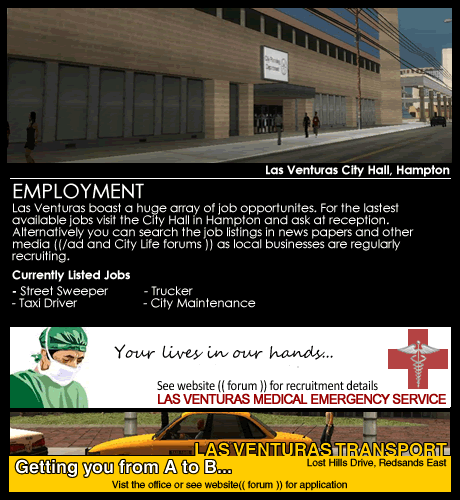 Las Venturas City Hall, Hampton
EMPLOYMENT
Las Venturas boast a huge array of job opportunites. For the lastest
available jobs visit the City Hall in Hampton and ask at reception.
Alternatively you can search the job listings in news papers and other
media ((/ad and City Life forums )) as local businesses are regularly
recruiting.
Currently Listed Jobs
- Street Sweeper - Trucker
- Taxi Driver - City Maintenance
Your lives in our hands...
See website (( forum )) for recruitment details
LAS VENTURAS MEDICAL EMERGENCY SERVICE
LAS VENTURAS TRANSPORT
Getting you from A to B...
Lost Hills Drive, Redsands East
Vist the office or see website(( forum )) for application